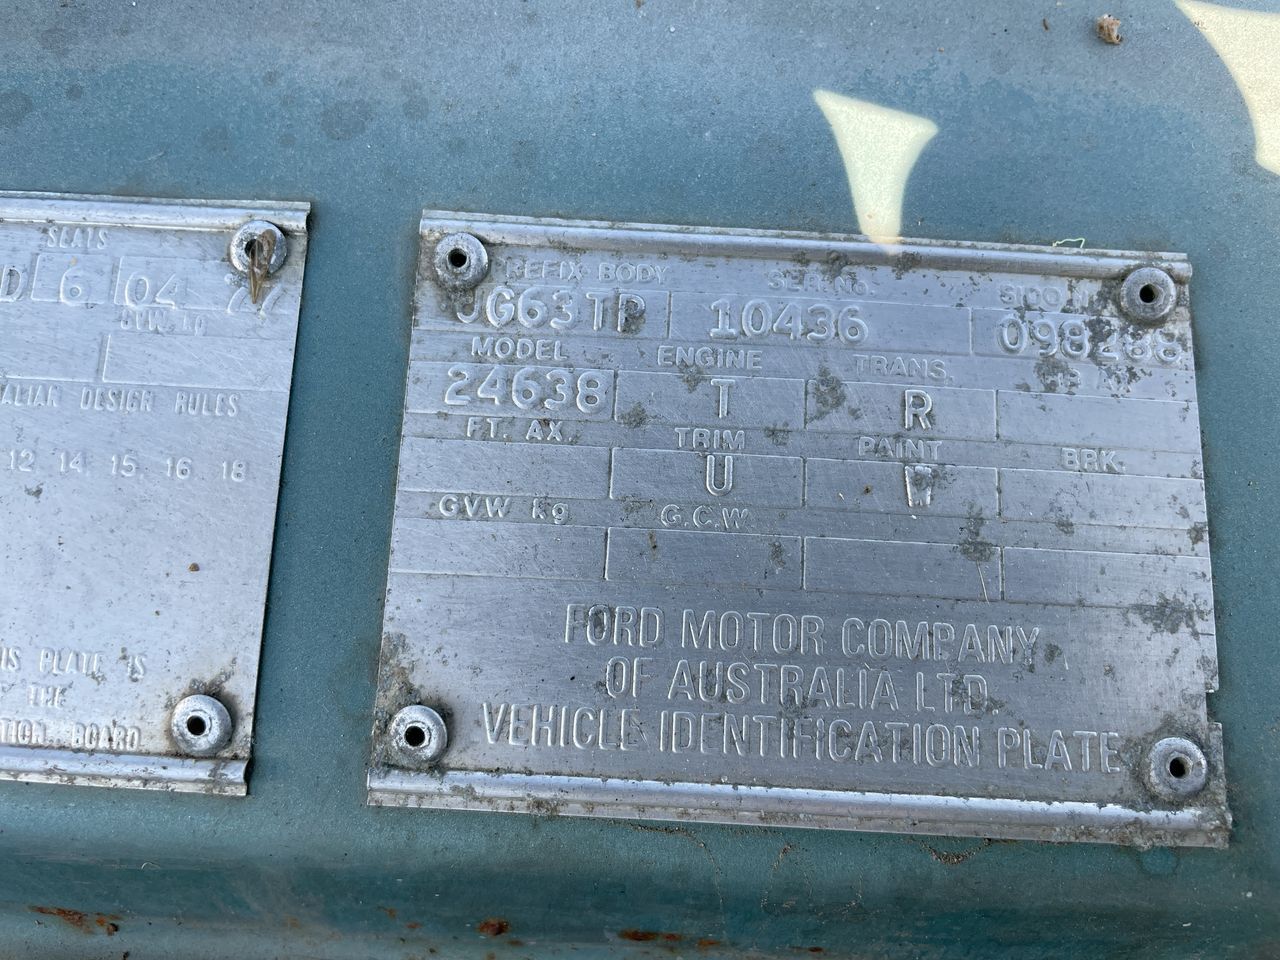 SEATS
D 6 04 77
GVW kg
ALIAN DESIGN RULES
12 14 15 16 18
IS PLATE IS
THE
TION BOARD
PREFIX BODY SER. No.
JG63TP 10436 098288
MODEL ENGINE TRANS.
24638 T R
FT. AX. TRIM PAINT BRK.
U W
GVW kg G.C.W.
FORD MOTOR COMPANY
OF AUSTRALIA LTD.
VEHICLE IDENTIFICATION PLATE